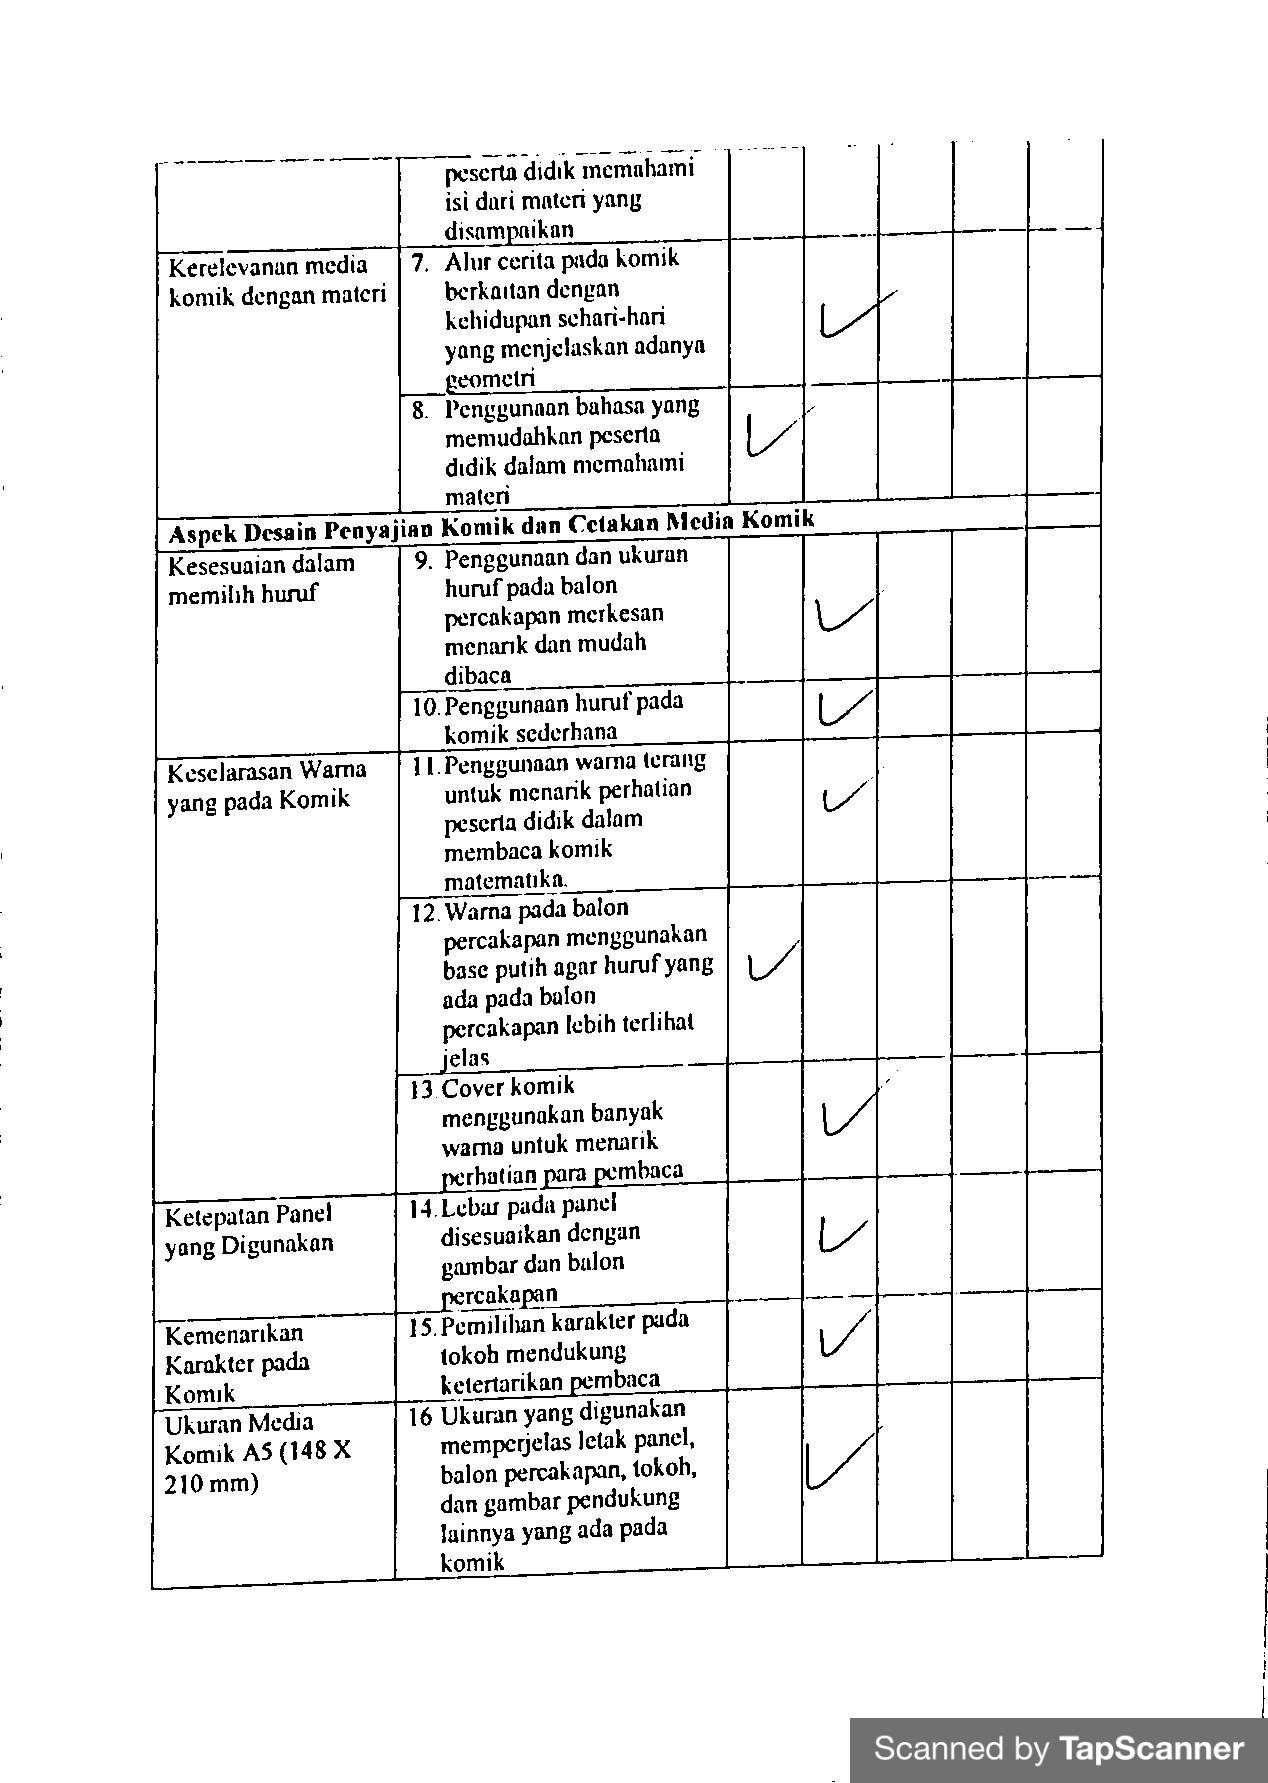 peserta didik memahami
isi dari materi yang
disampaikan
Kerelevanan media
komik dengan materi
7. Alur cerita pada komik
berkaitan dengan
kehidupan sehari-hari
yang menjelaskan adanya
geometri
8. Penggunaan bahasa yang
memudahkan peserta
didik dalam memahami
materi
Aspek Desain Penyajian Komik dan Cetakan Media Komik
Kesesuaian dalam
memilih huruf
9. Penggunaan dan ukuran
huruf pada balon
percakapan merkesan
menarik dan mudah
dibaca
10. Penggunaan huruf pada
komik sederhana
Keselarasan Warna
yang pada Komik
11. Penggunaan warna terang
untuk menarik perhatian
peserta didik dalam
membaca komik
matematika.
12. Warna pada balon
percakapan menggunakan
base putih agar huruf yang
ada pada balon
percakapan lebih terlihat
jelas
13 Cover komik
menggunakan banyak
warna untuk menarik
perhatian para pembaca
Ketepatan Panel
yang Digunakan
14. Lebar pada panel
disesuaikan dengan
gambar dan balon
percakapan
Kemenarikan
Karakter pada
Komik
15. Pemilihan karakter pada
tokoh mendukung
ketertarikan pembaca
Ukuran Media
Komik A5 (148 X
210 mm)
16 Ukuran yang digunakan
memperjelas letak panel,
balon percakapan, tokoh,
dan gambar pendukung
lainnya yang ada pada
komik
Scanned by TapScanner